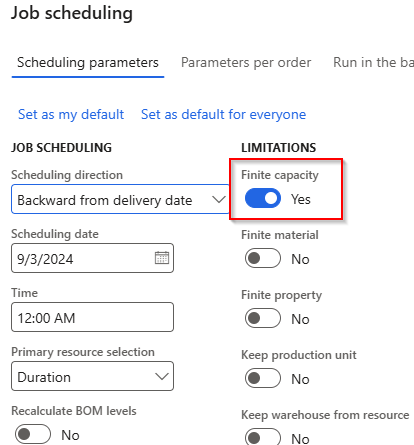 Job scheduling
Scheduling parameters Parameters per order Run in the ba
Set as my default Set as default for everyone
JOB SCHEDULING
Scheduling direction
Backward from delivery date
Scheduling date
9/3/2024
Time
12:00 AM
Primary resource selection
Duration
Recalculate BOM levels
No
LIMITATIONS
Finite capacity
Yes
Finite material
No
Finite property
No
Keep production unit
No
Keep warehouse from resource
No